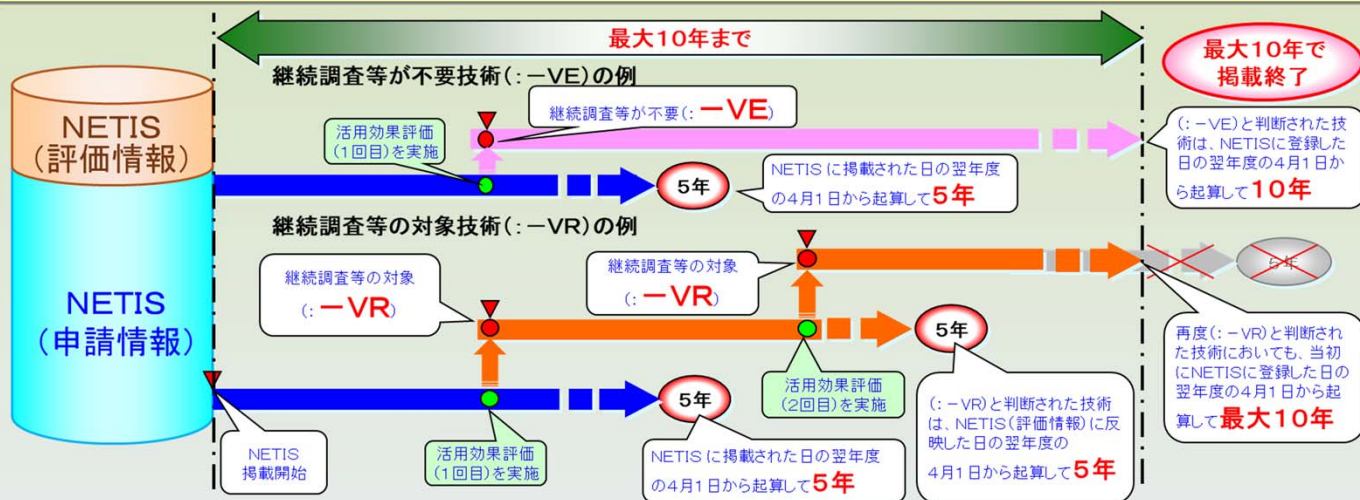 最大10年まで
最大10年で
掲載終了
継続調査等が不要技術(：－VE)の例
NETIS
(評価情報)
活用効果評価
(1回目)を実施
継続調査等が不要(：－VE)
5年
NETISに掲載された日の翌年度
の4月1日から起算して5年
(：－VE)と判断された技
術は、NETISに登録した
日の翌年度の4月1日か
ら起算して10年
継続調査等の対象技術(：－VR)の例
NETIS
(申請情報)
継続調査等の対象
(：－VR)
継続調査等の対象
(：－VR)
5年
5年
再度(：－VR)と判断され
た技術においても、当初
にNETISに登録した日の
翌年度の4月1日から起
算して最大10年
NETIS
掲載開始
活用効果評価
(1回目)を実施
5年
NETISに掲載された日の翌年度
の4月1日から起算して5年
活用効果評価
(2回目)を実施
(：－VR)と判断された技術
は、NETIS(評価情報)に反
映した日の翌年度の
4月1日から起算して5年